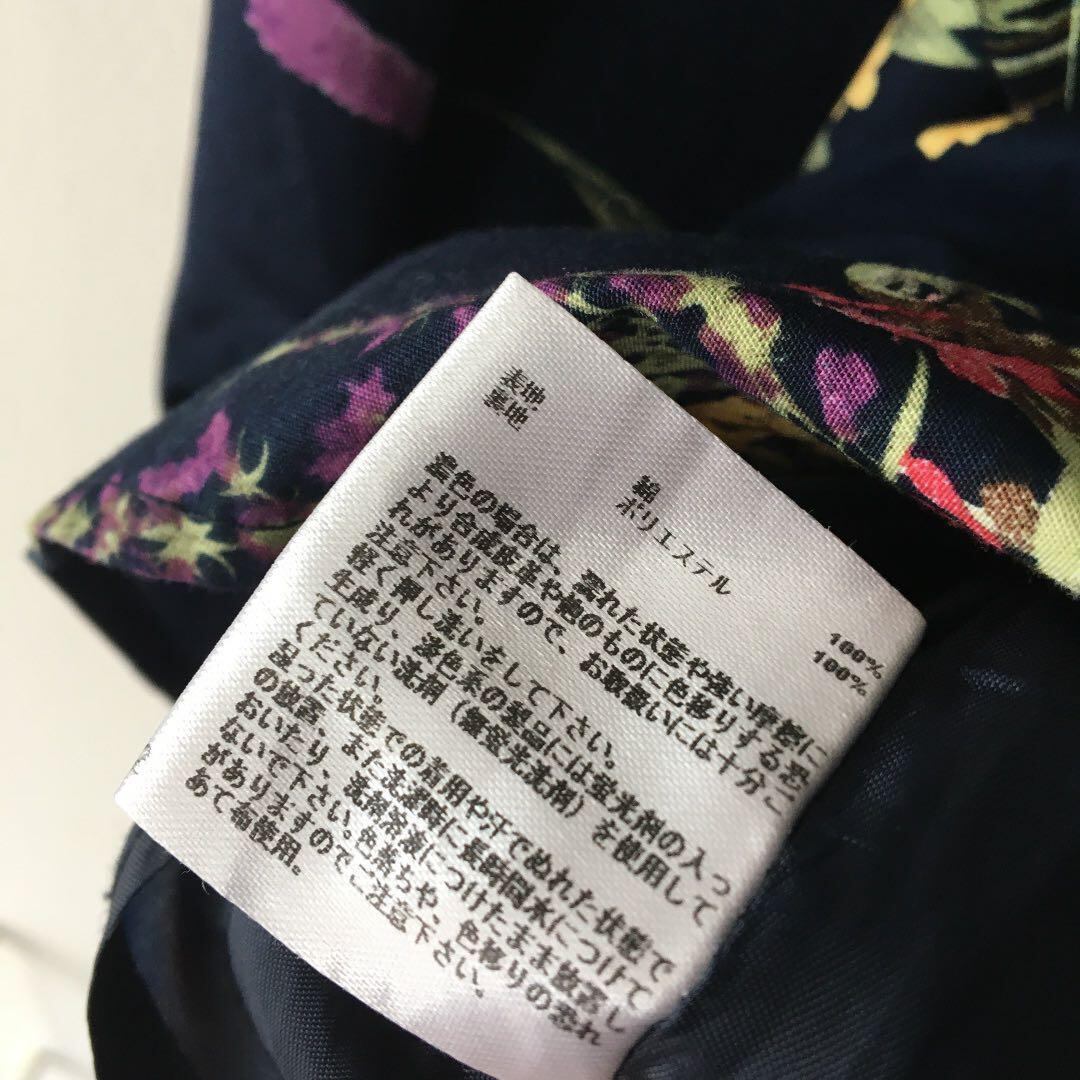 表地 綿 100%
裏地 ポリエステル 100%
濃色の場合は、濡れた状態や強い摩擦に
より合成皮革や他のものに色移りする恐
れがありますので、お取扱いには十分ご
注意下さい。
軽く押し洗いをして下さい。
生成り、淡色系の製品には蛍光剤の入っ
ていない洗剤（無蛍光洗剤）を使用して
ください。
湿った状態での着用や汗でぬれた状態で
の放置、また洗濯時に長時間水につけて
おいたり、洗剤溶液につけたまま放置し
ないで下さい。色落ちや、色移りの恐れ
がありますのでご注意下さい。
あて布使用。